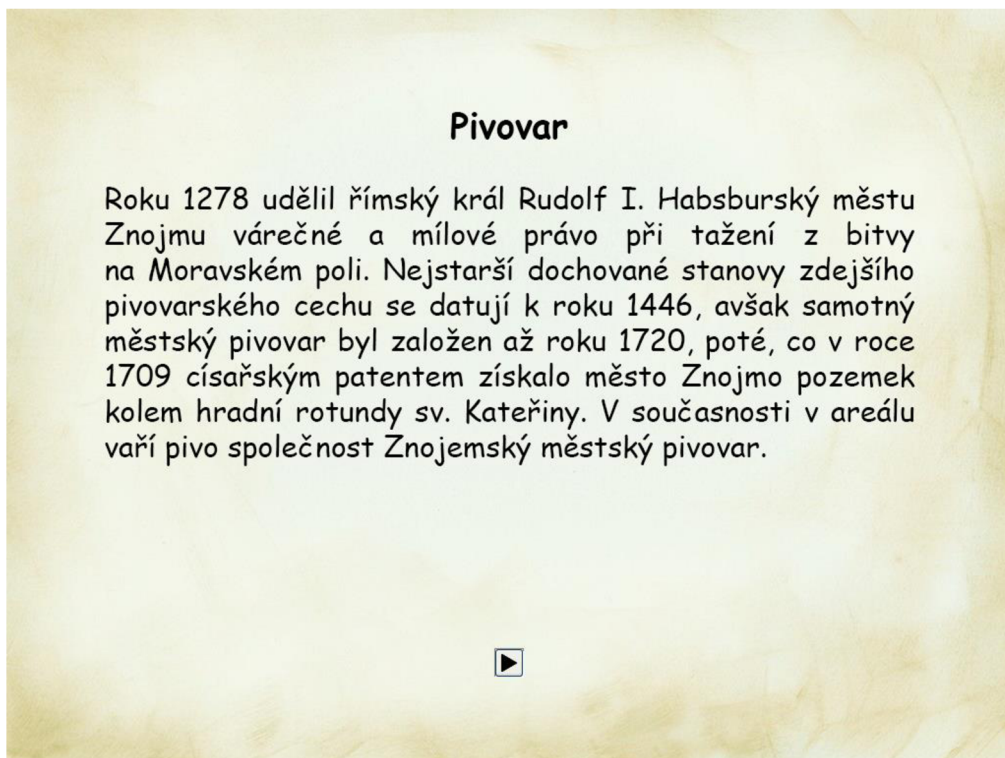 Pivovar
Roku 1278 udělil římský král Rudolf I. Habsburský městu
Znojmu várečné a mílové právo při tažení z bitvy
na Moravském poli. Nejstarší dochované stanovy zdejšího
pivovarského cechu se datují k roku 1446, avšak samotný
městský pivovar byl založen až roku 1720, poté, co v roce
1709 císařským patentem získalo město Znojmo pozemek
kolem hradní rotundy sv. Kateřiny. V současnosti v areálu
vaří pivo společnost Znojemský městský pivovar.